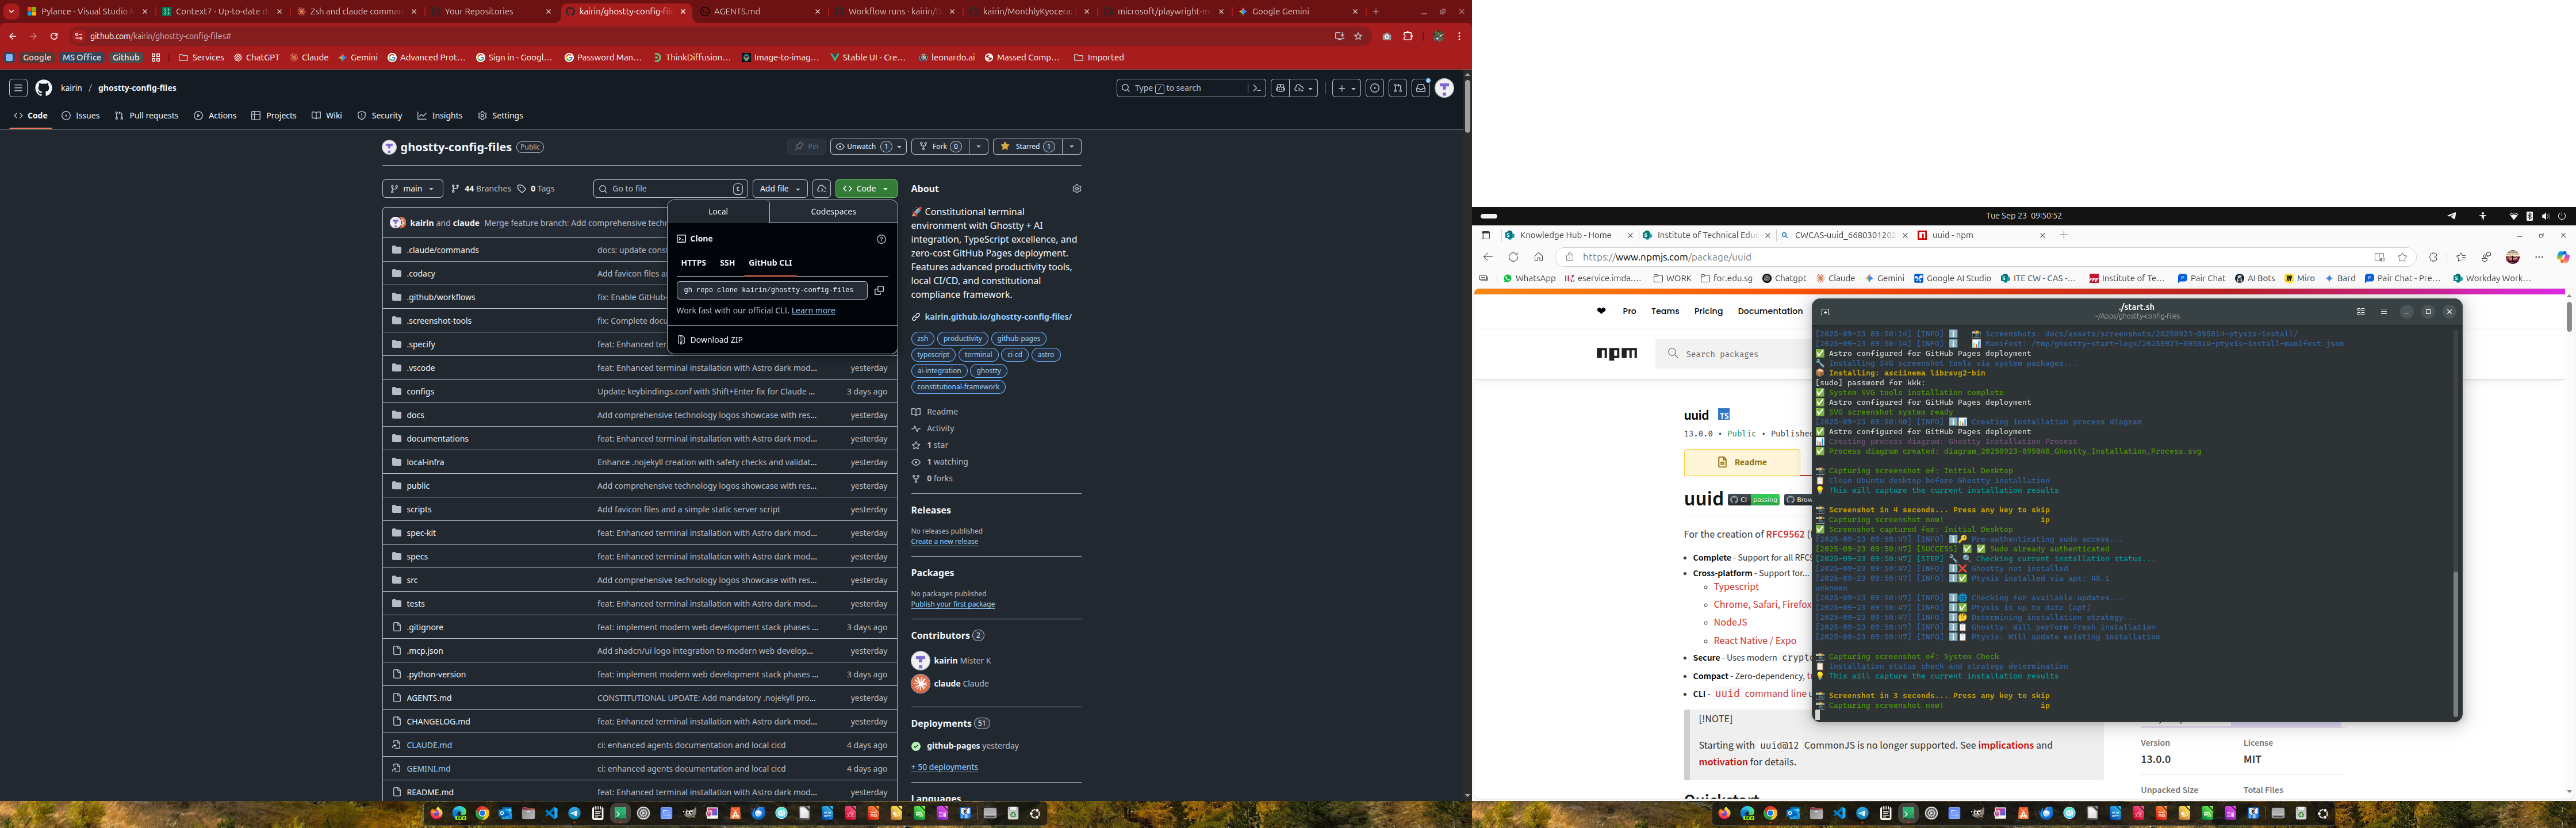 Pylance - Visual Studio M
Context7 - Up-to-date d
Zsh and claude comman
Your Repositories
kairin/ghostty-config-file
AGENTS.md
Workflow runs · kairin/D
kairin/MonthlyKyocera:
microsoft/playwright-m
Google Gemini
github.com/kairin/ghostty-config-files#
Google
MS Office
Github
Services
ChatGPT
Claude
Gemini
Advanced Prot…
Sign in - Googl…
Password Man…
ThinkDiffusion…
Image-to-imag…
Stable UI - Cre…
leonardo.ai
Massed Comp…
Imported
kairin / ghostty-config-files
Type / to search
Code
Issues
Pull requests
Actions
Projects
Wiki
Security
Insights
Settings
ghostty-config-files Public
Pin
Unwatch 1
Fork 0
Starred 1
main
44 Branches
0 Tags
Go to file
t
Add file
Code
kairin and claude Merge feature branch: Add comprehensive techn
Local
Codespaces
Clone
HTTPS
SSH
GitHub CLI
gh repo clone kairin/ghostty-config-files
Work fast with our official CLI. Learn more
Download ZIP
.claude/commands docs: update const
.codacy Add favicon files a
.github/workflows fix: Enable GitHub-
.screenshot-tools fix: Complete docu
.specify feat: Enhanced ter
.vscode feat: Enhanced terminal installation with Astro dark mod… yesterday
configs Update keybindings.conf with Shift+Enter fix for Claude … 3 days ago
docs Add comprehensive technology logos showcase with res… yesterday
documentations feat: Enhanced terminal installation with Astro dark mod… yesterday
local-infra Enhance .nojekyll creation with safety checks and validat… yesterday
public Add comprehensive technology logos showcase with res… yesterday
scripts Add favicon files and a simple static server script yesterday
spec-kit feat: Enhanced terminal installation with Astro dark mod… yesterday
specs feat: Enhanced terminal installation with Astro dark mod… yesterday
src Add comprehensive technology logos showcase with res… yesterday
tests feat: Enhanced terminal installation with Astro dark mod… yesterday
.gitignore feat: implement modern web development stack phases … 3 days ago
.mcp.json Add shadcn/ui logo integration to modern web develop… yesterday
.python-version feat: implement modern web development stack phases … 3 days ago
AGENTS.md CONSTITUTIONAL UPDATE: Add mandatory .nojekyll pro… yesterday
CHANGELOG.md feat: Enhanced terminal installation with Astro dark mod… yesterday
CLAUDE.md ci: enhanced agents documentation and local cicd 4 days ago
GEMINI.md ci: enhanced agents documentation and local cicd 4 days ago
README.md feat: Enhanced terminal installation with Astro dark mod… yesterday
About
🚀 Constitutional terminal
environment with Ghostty + AI
integration, TypeScript excellence, and
zero-cost GitHub Pages deployment.
Features advanced productivity tools,
local CI/CD, and constitutional
compliance framework.
kairin.github.io/ghostty-config-files/
zsh productivity github-pages
typescript terminal ci-cd astro
ai-integration ghostty
constitutional-framework
Readme
Activity
1 star
1 watching
0 forks
Releases
No releases published
Create a new release
Packages
No packages published
Publish your first package
Contributors 2
kairin Mister K
claude Claude
Deployments 51
github-pages yesterday
+ 50 deployments
Languages
Tue Sep 23 09:50:52
Knowledge Hub - Home
Institute of Technical Educ
CWCAS-uuid_6680301202
uuid - npm
https://www.npmjs.com/package/uuid
WhatsApp
eservice.imda.…
WORK
for.edu.sg
Chatgpt
Claude
Gemini
Google AI Studio
ITE CW - CAS -…
Institute of Te…
Pair Chat
AI Bots
Miro
Bard
Pair Chat - Pre…
Workday Work…
Pro
Teams
Pricing
Documentation
npm
Search packages
uuid TS
13.0.0 • Public • Published
Readme
uuid CI passing Brow
For the creation of RFC9562 (
Complete - Support for all RFC9
Cross-platform - Support for...
Typescript
Chrome, Safari, Firefox
NodeJS
React Native / Expo
Secure - Uses modern crypto
Compact - Zero-dependency, t
CLI - uuid command line u
[!NOTE]
Starting with uuid@12 CommonJS is no longer supported. See implications and
motivation for details.
Quickstart
Version
13.0.0
License
MIT
Unpacked Size
Total Files
./start.sh
~/Apps/ghostty-config-files
[2025-09-23 09:50:14] [INFO] ℹ️ 📸 Screenshots: docs/assets/screenshots/20250923-095014-ptyxis-install/
[2025-09-23 09:50:14] [INFO] ℹ️ 📊 Manifest: /tmp/ghostty-start-logs/20250923-095014-ptyxis-install-manifest.json
✅ Astro configured for GitHub Pages deployment
🔧 Installing SVG screenshot tools via system packages...
📦 Installing: asciinema librsvg2-bin
[sudo] password for kkk:
✅ System SVG tools installation complete
✅ Astro configured for GitHub Pages deployment
✅ SVG screenshot system ready
[2025-09-23 09:50:40] [INFO] ℹ️📊 Creating installation process diagram
✅ Astro configured for GitHub Pages deployment
📊 Creating process diagram: Ghostty Installation Process
✅ Process diagram created: diagram_20250923-095040_Ghostty_Installation_Process.svg
📸 Capturing screenshot of: Initial Desktop
📋 Clean Ubuntu desktop before Ghostty installation
💡 This will capture the current installation results
📸 Screenshot in 4 seconds... Press any key to skip
📸 Capturing screenshot now! ip
✅ Screenshot captured for: Initial Desktop
[2025-09-23 09:50:47] [INFO] ℹ️🔑 Pre-authenticating sudo access...
[2025-09-23 09:50:47] [SUCCESS] ✅ ✅ Sudo already authenticated
[2025-09-23 09:50:47] [STEP] 🔧 🔍 Checking current installation status...
[2025-09-23 09:50:47] [INFO] ℹ️❌ Ghostty not installed
[2025-09-23 09:50:47] [INFO] ℹ️✅ Ptyxis installed via apt: 48.1
unknown
[2025-09-23 09:50:47] [INFO] ℹ️🌐 Checking for available updates...
[2025-09-23 09:50:47] [INFO] ℹ️✅ Ptyxis is up to date (apt)
[2025-09-23 09:50:47] [INFO] ℹ️🤔 Determining installation strategy...
[2025-09-23 09:50:47] [INFO] ℹ️📋 Ghostty: Will perform fresh installation
[2025-09-23 09:50:47] [INFO] ℹ️📋 Ptyxis: Will update existing installation
📸 Capturing screenshot of: System Check
📋 Installation status check and strategy determination
💡 This will capture the current installation results
📸 Screenshot in 3 seconds... Press any key to skip
📸 Capturing screenshot now! ip